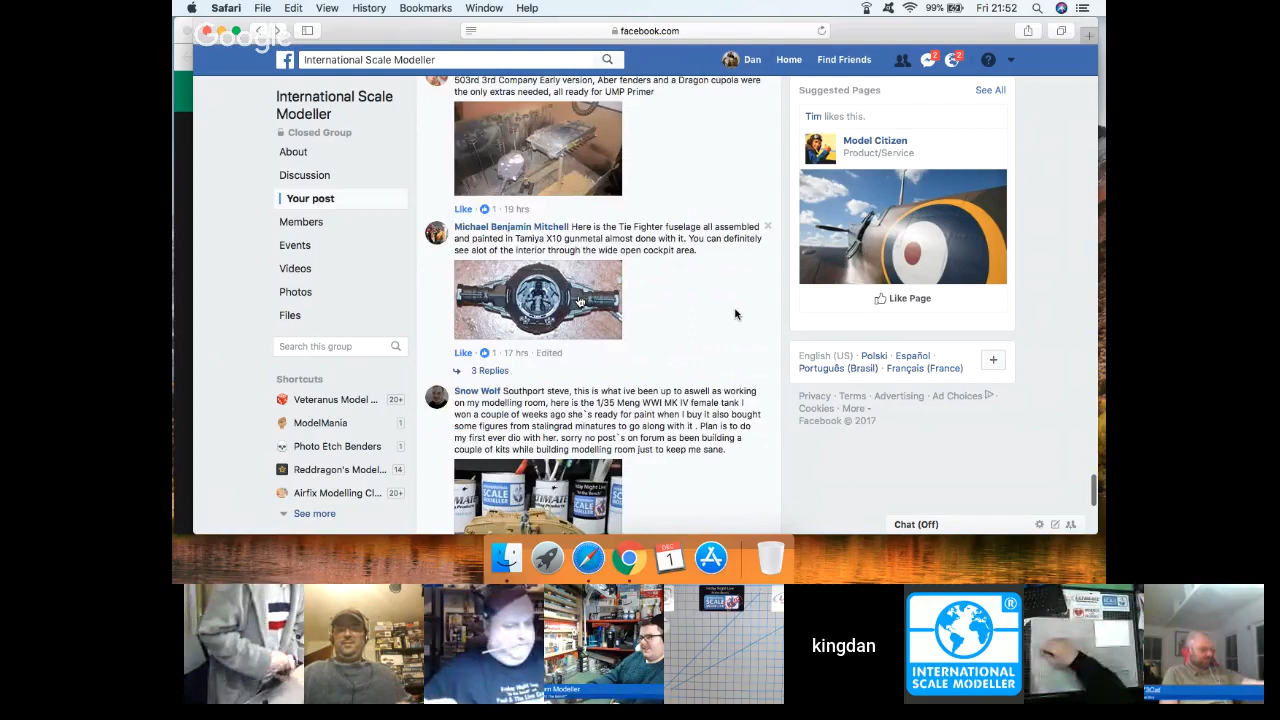 Safari File Edit View History Bookmarks Window Help
99% Fri 21:52
Google
facebook.com
International Scale Modeller
Dan Home Find Friends 2 2
International Scale
Modeller
Closed Group
About
Discussion
Your post
Members
Events
Videos
Photos
Files
Search this group
Shortcuts
Veteranus Model ... 20+
ModelMania 1
Photo Etch Benders 1
Reddragon's Model... 14
Airfix Modelling Cl... 20+
See more
503rd 3rd Company Early version, Aber fenders and a Dragon cupola were
the only extras needed, all ready for UMP Primer
Like · 1 · 19 hrs
Michael Benjamin Mitchell Here is the Tie Fighter fuselage all assembled
and painted in Tamiya X10 gunmetal almost done with it. You can definitely
see alot of the interior through the wide open cockpit area.
Like · 1 · 17 hrs · Edited
3 Replies
Snow Wolf Southport steve, this is what ive been up to aswell as working
on my modelling room, here is the 1/35 Meng WWI MK IV female tank I
won a couple of weeks ago she`s ready for paint when I buy it also bought
some figures from stalingrad minatures to go along with it . Plan is to do
my first ever dio with her. sorry no post`s on forum as been building a
couple of kits while building modelling room just to keep me sane.
SCALE
MODELLER
SCALE
Suggested Pages See All
Tim likes this.
Model Citizen
Product/Service
Like Page
English (US) · Polski · Español ·
Português (Brasil) · Français (France)
Privacy · Terms · Advertising · Ad Choices
Cookies · More
Facebook © 2017
Chat (Off)
DEC
1
kingdan
INTERNATIONAL
SCALE MODELLER
®